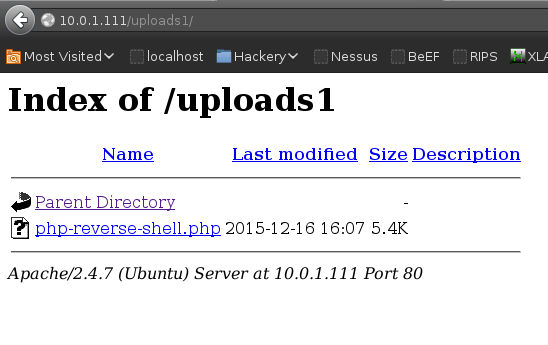 10.0.1.111/uploads1/
Most Visited localhost Hackery Nessus BeEF RIPS XLA
Index of /uploads1
Name Last modified Size Description
Parent Directory -
php-reverse-shell.php 2015-12-16 16:07 5.4K
Apache/2.4.7 (Ubuntu) Server at 10.0.1.111 Port 80